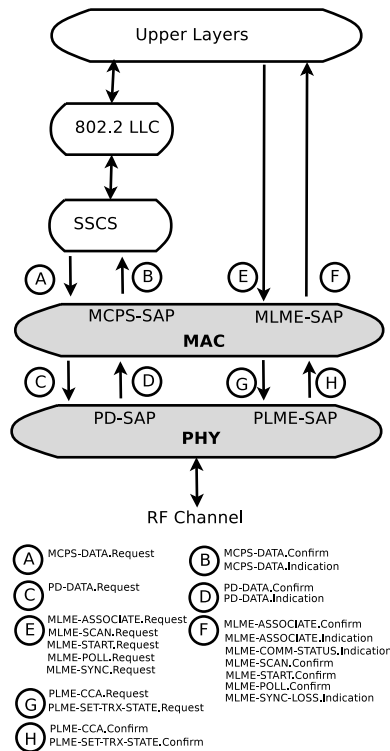 Upper Layers
802.2 LLC
SSCS
A
B
E
F
MCPS-SAP
MLME-SAP
MAC
C
D
G
H
PD-SAP
PLME-SAP
PHY
RF Channel
A MCPS-DATA.Request
B MCPS-DATA.Confirm
MCPS-DATA.Indication
C PD-DATA.Request
D PD-DATA.Confirm
PD-DATA.Indication
E MLME-ASSOCIATE.Request
MLME-SCAN.Request
MLME-START.Request
MLME-POLL.Request
MLME-SYNC.Request
F MLME-ASSOCIATE.Confirm
MLME-ASSOCIATE.Indication
MLME-COMM-STATUS.Indication
MLME-SCAN.Confirm
MLME-START.Confirm
MLME-POLL.Confirm
MLME-SYNC-LOSS.Indication
G PLME-CCA.Request
PLME-SET-TRX-STATE.Request
H PLME-CCA.Confirm
PLME-SET-TRX-STATE.Confirm